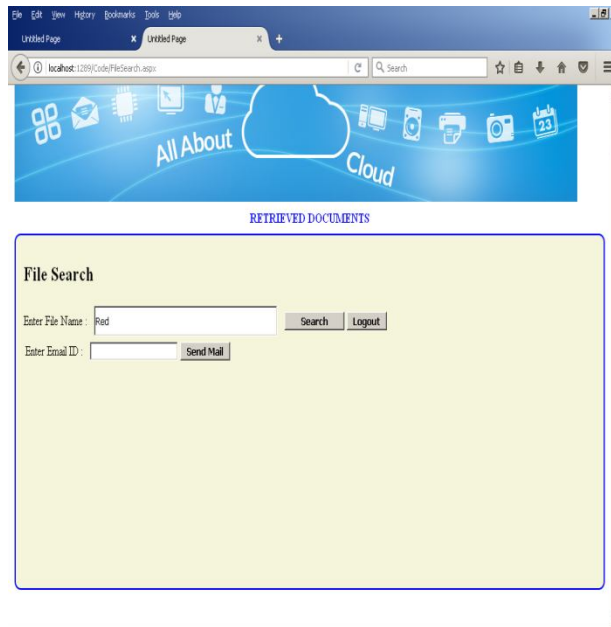 File Edit View History Bookmarks Tools Help
Untitled Page Untitled Page
localhost:1289/Code/FileSearch.aspx Search
23
All About
Cloud
RETRIEVED DOCUMENTS
File Search
Enter File Name : Red Search Logout
Enter Email ID : Send Mail